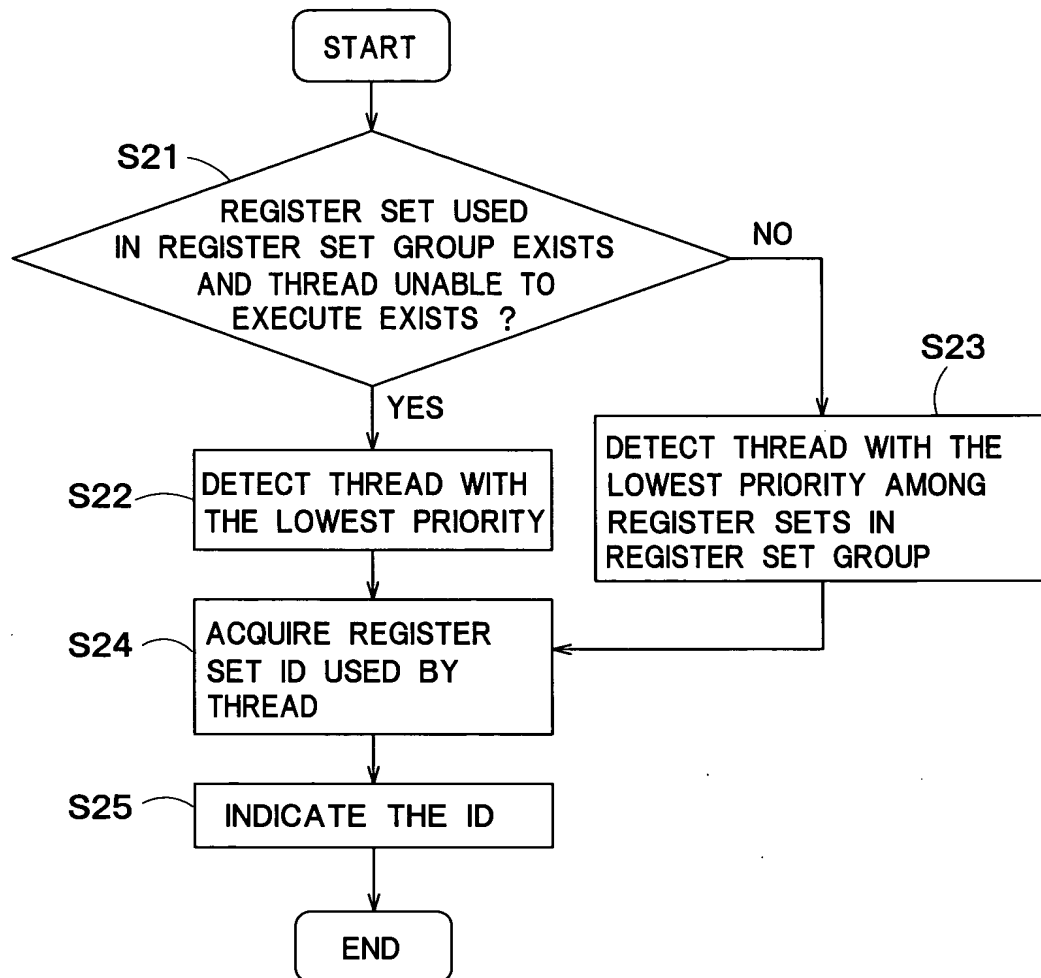 START
S21
REGISTER SET USED
IN REGISTER SET GROUP EXISTS
AND THREAD UNABLE TO
EXECUTE EXISTS ?
NO
YES
S23
DETECT THREAD WITH THE
LOWEST PRIORITY AMONG
REGISTER SETS IN
REGISTER SET GROUP
S22
DETECT THREAD WITH
THE LOWEST PRIORITY
S24
ACQUIRE REGISTER
SET ID USED BY
THREAD
S25
INDICATE THE ID
END